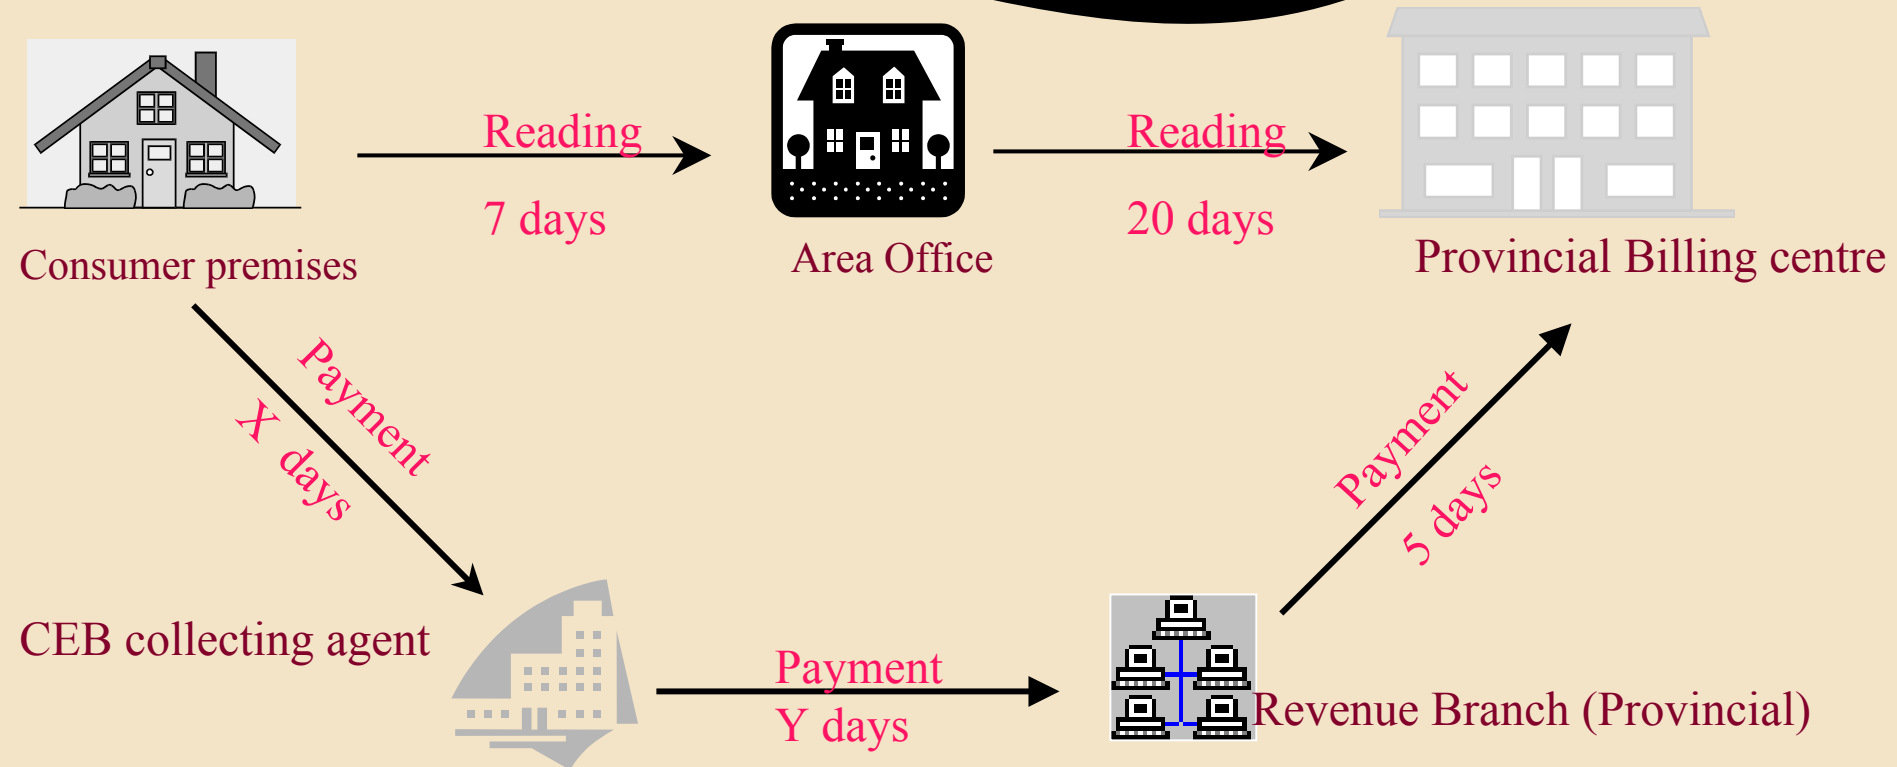 Reading
7 days
Reading
20 days
Consumer premises
Area Office
Provincial Billing centre
Payment
X days
Payment
5 days
CEB collecting agent
Payment
Y days
Revenue Branch (Provincial)